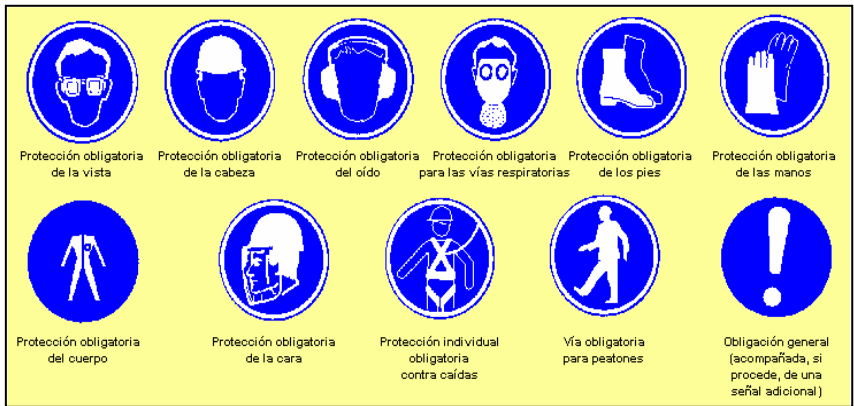 Protección obligatoria
de la vista
Protección obligatoria
de la cabeza
Protección obligatoria
del oído
Protección obligatoria
para las vías respiratorias
Protección obligatoria
de los pies
Protección obligatoria
de las manos
Protección obligatoria
del cuerpo
Protección obligatoria
de la cara
Protección individual
obligatoria
contra caídas
Vía obligatoria
para peatones
Obligación general
(acompañada, si
procede, de una
señal adicional)